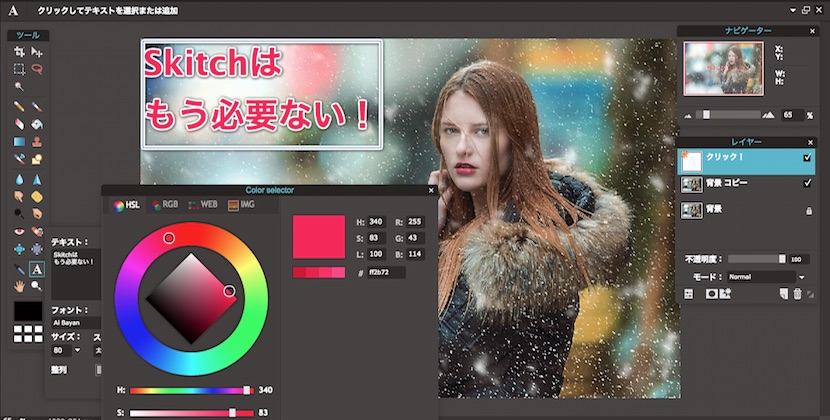 クリックしてテキストを選択または追加
ツール
ナビゲーター
X:
Y:
W:
H:
65 %
Skitchは
もう必要ない！
レイヤー
クリック！
背景 コピー
背景
不透明度： 100
モード： Normal
Color selector
HSL RGB WEB IMG
H: 340 R: 255
S: 83 G: 43
L: 100 B: 114
# ff2b72
H: 340
S: 83
テキスト：
Skitchは
もう必要ない！
A
フォント：
Al Bayan
サイズ：
80
整列